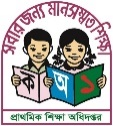 সবার জন্য মানসম্মত শিক্ষা
ক অ ১
প্রাথমিক শিক্ষা অধিদপ্তর